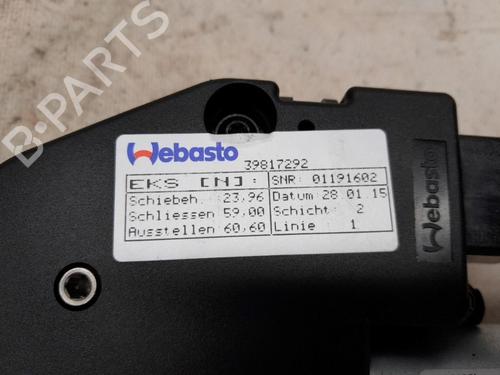 B-PARTS
Webasto
39817292
EKS [N]: SNR: 01191602
Schiebeh. 23,96 Datum 28.01.15
Schliessen 59,00 Schicht: 2
Ausstellen 60,60 Linie 1
Webasto